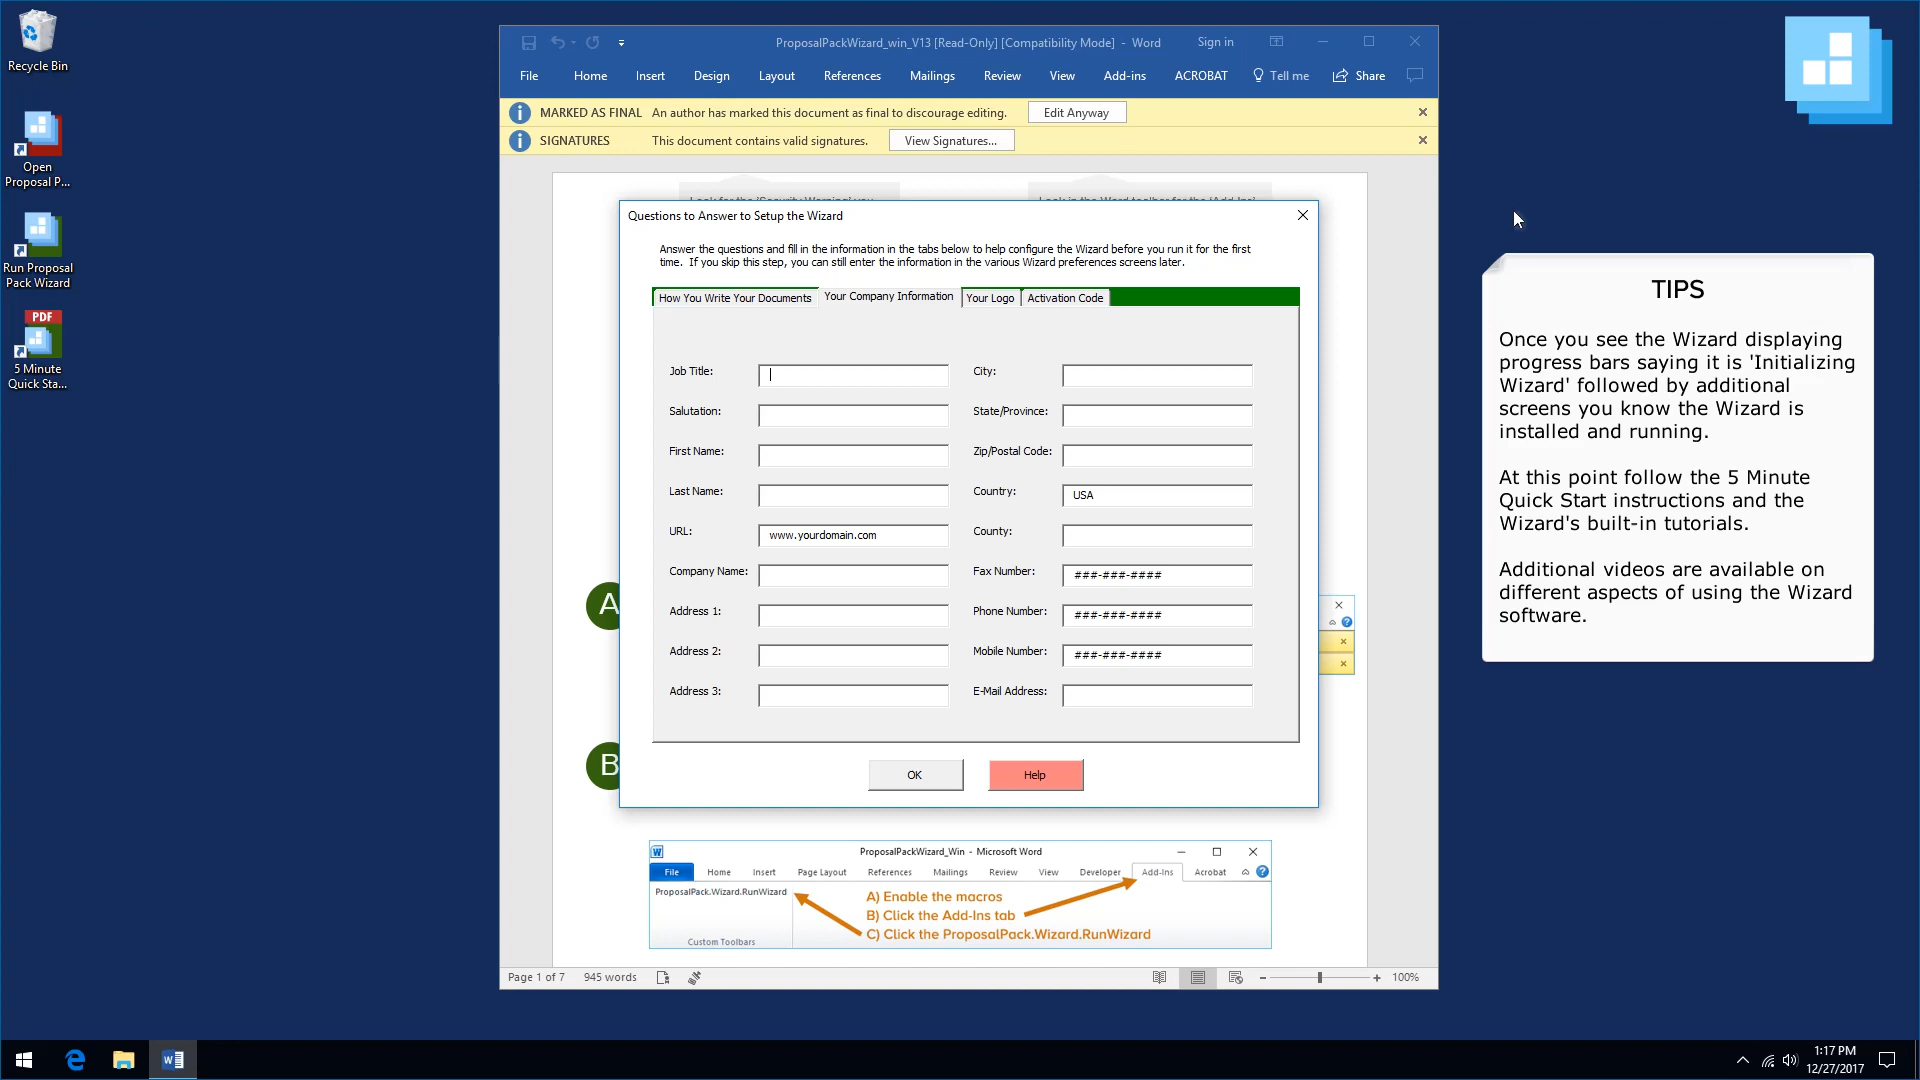 Recycle Bin
Open
Proposal P...
Run Proposal
Pack Wizard
PDF
5 Minute
Quick Sta...
ProposalPackWizard_win_V13 [Read-Only] [Compatibility Mode] - Word
Sign in
File Home Insert Design Layout References Mailings Review View Add-ins ACROBAT Tell me Share
MARKED AS FINAL An author has marked this document as final to discourage editing. Edit Anyway
SIGNATURES This document contains valid signatures. View Signatures...
Questions to Answer to Setup the Wizard
Answer the questions and fill in the information in the tabs below to help configure the Wizard before you run it for the first
time. If you skip this step, you can still enter the information in the various Wizard preferences screens later.
How You Write Your Documents Your Company Information Your Logo Activation Code
Job Title: City:
Salutation: State/Province:
First Name: Zip/Postal Code:
Last Name: Country: USA
URL: www.yourdomain.com County:
Company Name: Fax Number: ###-###-####
Address 1: Phone Number: ###-###-####
Address 2: Mobile Number: ###-###-####
Address 3: E-Mail Address:
OK Help
A
B
ProposalPackWizard_Win - Microsoft Word
File Home Insert Page Layout References Mailings Review View Developer Add-Ins Acrobat
ProposalPack.Wizard.RunWizard
A) Enable the macros
B) Click the Add-Ins tab
C) Click the ProposalPack.Wizard.RunWizard
Custom Toolbars
Page 1 of 7 945 words 100%
TIPS
Once you see the Wizard displaying
progress bars saying it is 'Initializing
Wizard' followed by additional
screens you know the Wizard is
installed and running.
At this point follow the 5 Minute
Quick Start instructions and the
Wizard's built-in tutorials.
Additional videos are available on
different aspects of using the Wizard
software.
1:17 PM
12/27/2017